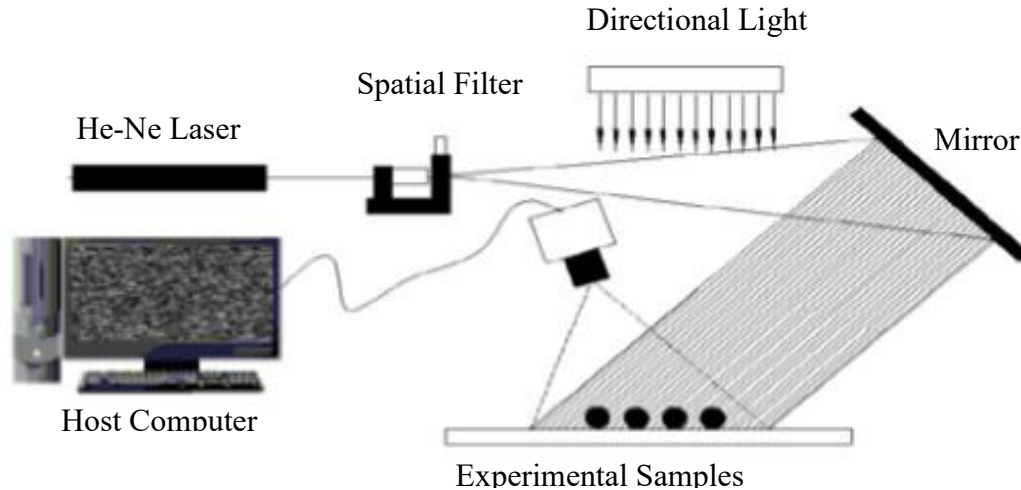 Directional Light
Spatial Filter
He-Ne Laser
Mirror
Host Computer
Experimental Samples